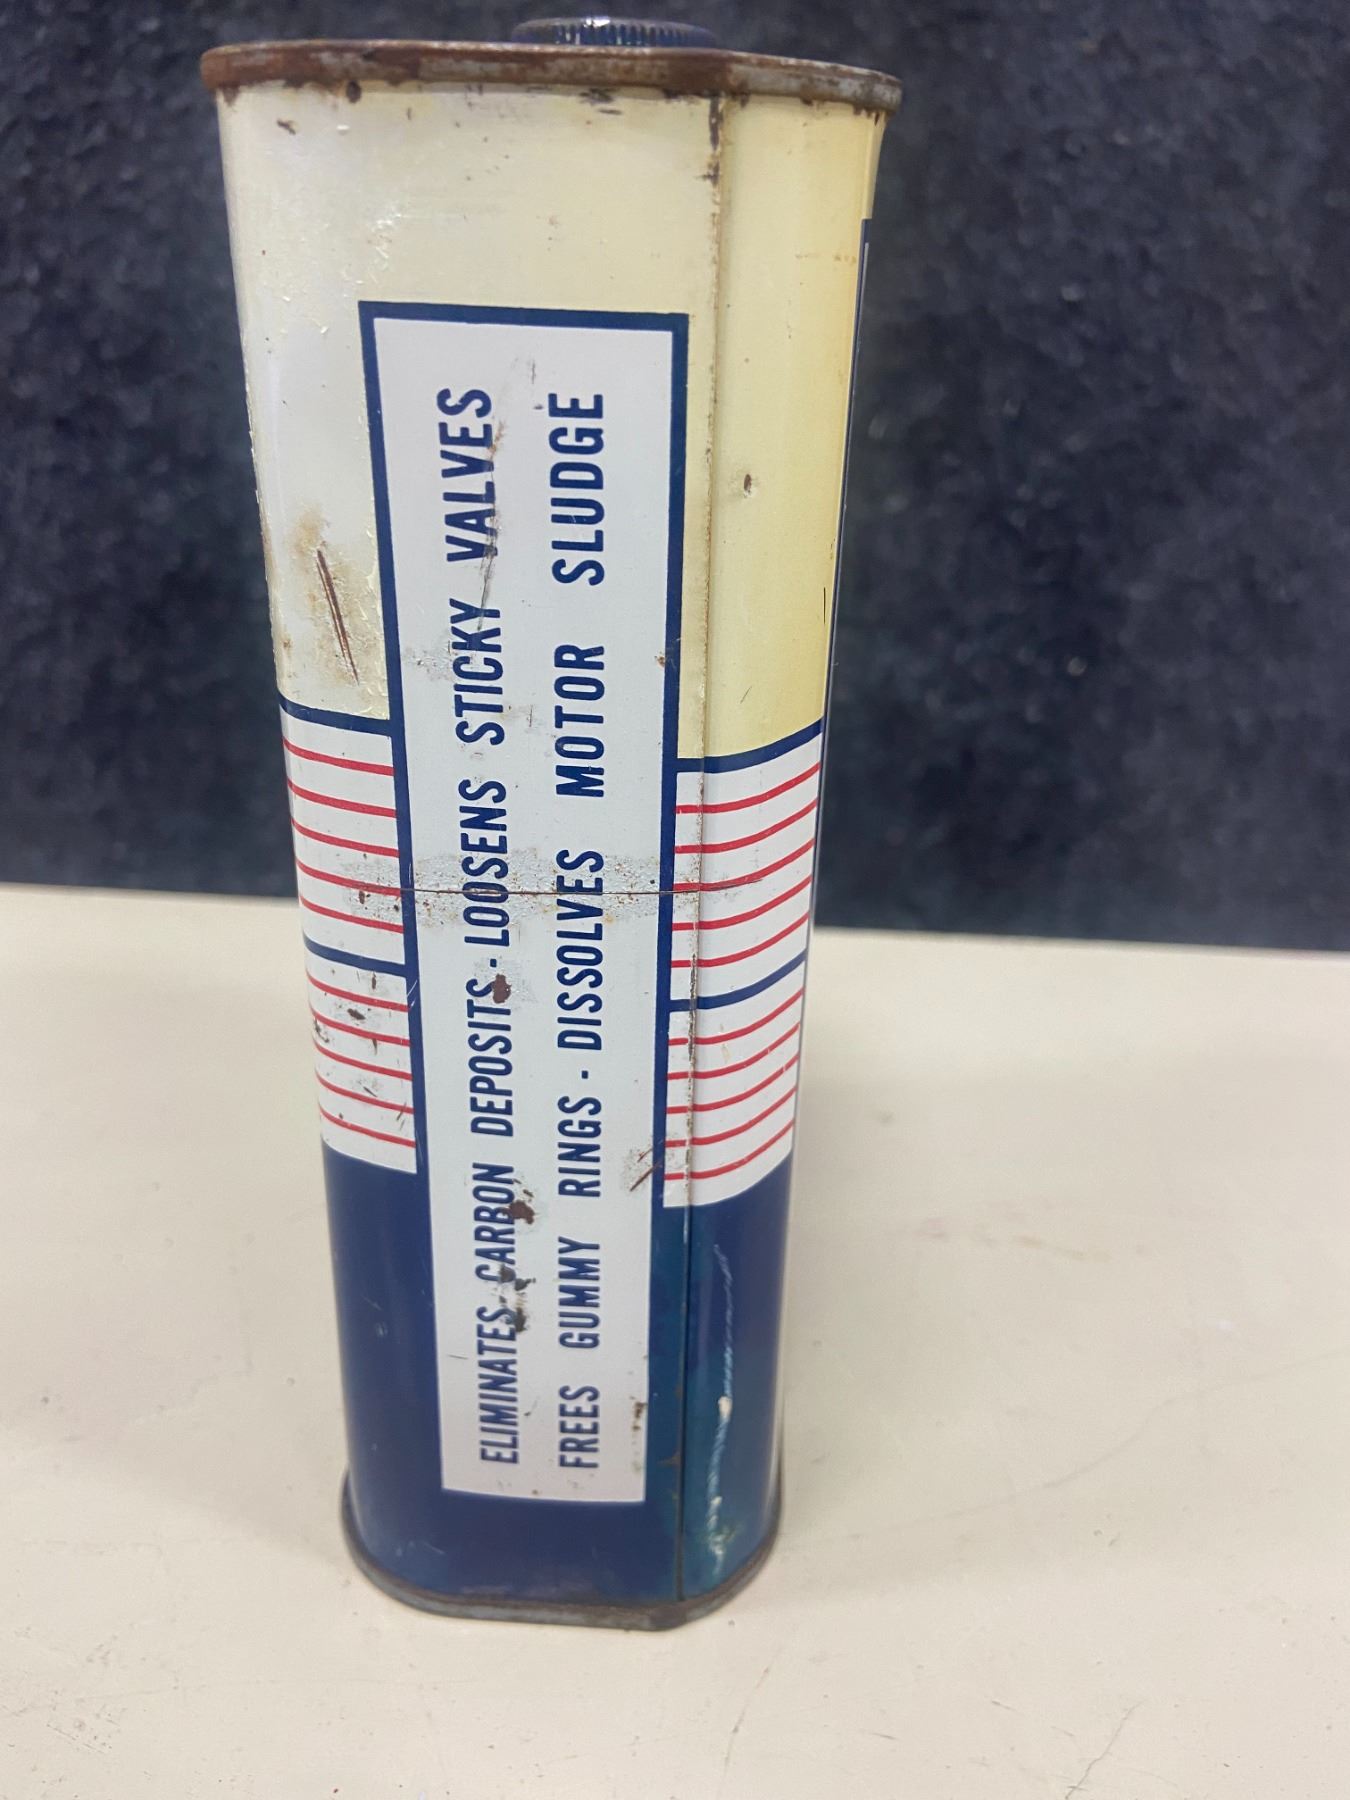 ELIMINATES CARBON DEPOSITS - LOOSENS STICKY VALVES
FREES GUMMY RINGS - DISSOLVES MOTOR SLUDGE